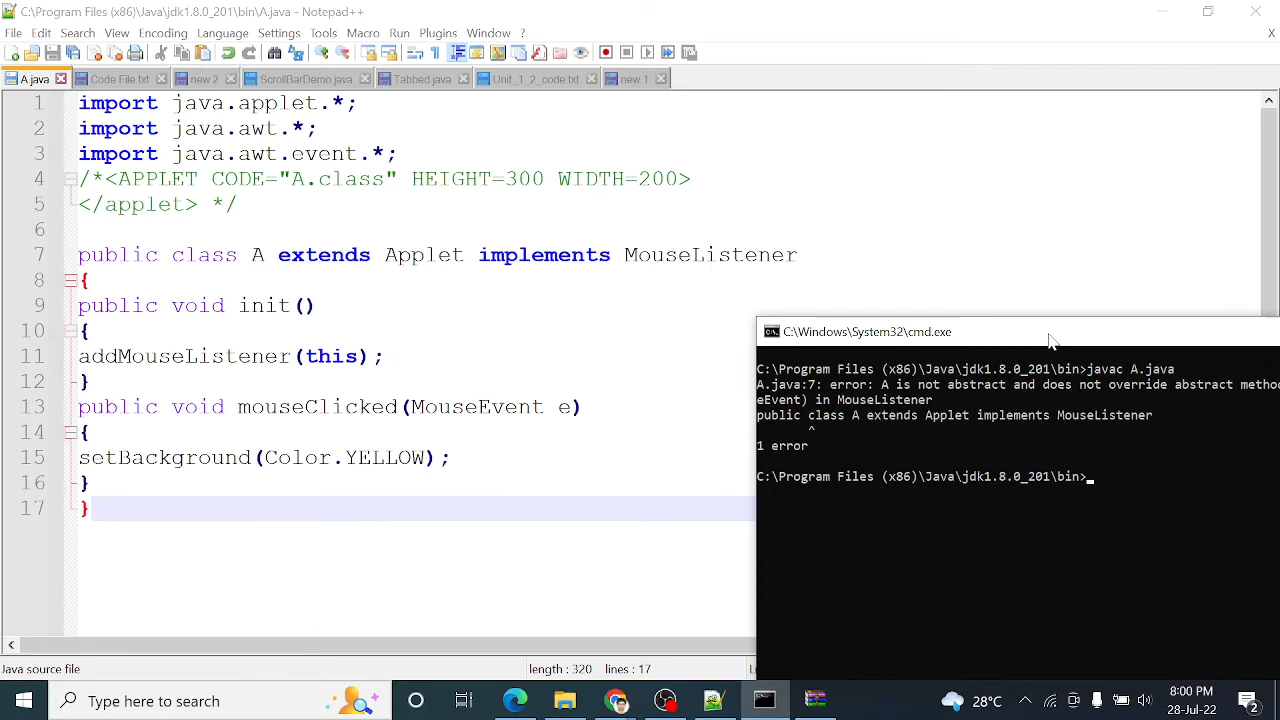 C:\Program Files (x86)\Java\jdk1.8.0_201\bin\A.java - Notepad++
File Edit Search View Encoding Language Settings Tools Macro Run Plugins Window ? X
A.java Code File.txt new 2 ScrollBarDemo.java Tabbed.java Unit_1_2_code.txt new 1
1 import java.applet.*;
2 import java.awt.*;
3 import java.awt.event.*;
4 /*<APPLET CODE="A.class" HEIGHT=300 WIDTH=200>
5 </applet> */
6
7 public class A extends Applet implements MouseListener
8 {
9 public void init()
10 {
11 addMouseListener(this);
12 }
13 public void mouseClicked(MouseEvent e)
14 {
15 setBackground(Color.YELLOW);
16 }
17 }
C:\Windows\System32\cmd.exe
C:\Program Files (x86)\Java\jdk1.8.0_201\bin>javac A.java
A.java:7: error: A is not abstract and does not override abstract metho
eEvent) in MouseListener
public class A extends Applet implements MouseListener
^
1 error
C:\Program Files (x86)\Java\jdk1.8.0_201\bin>
Java source file length : 320 lines : 17
Type here to search 28°C 8:00 PM
28-Jul-22 2